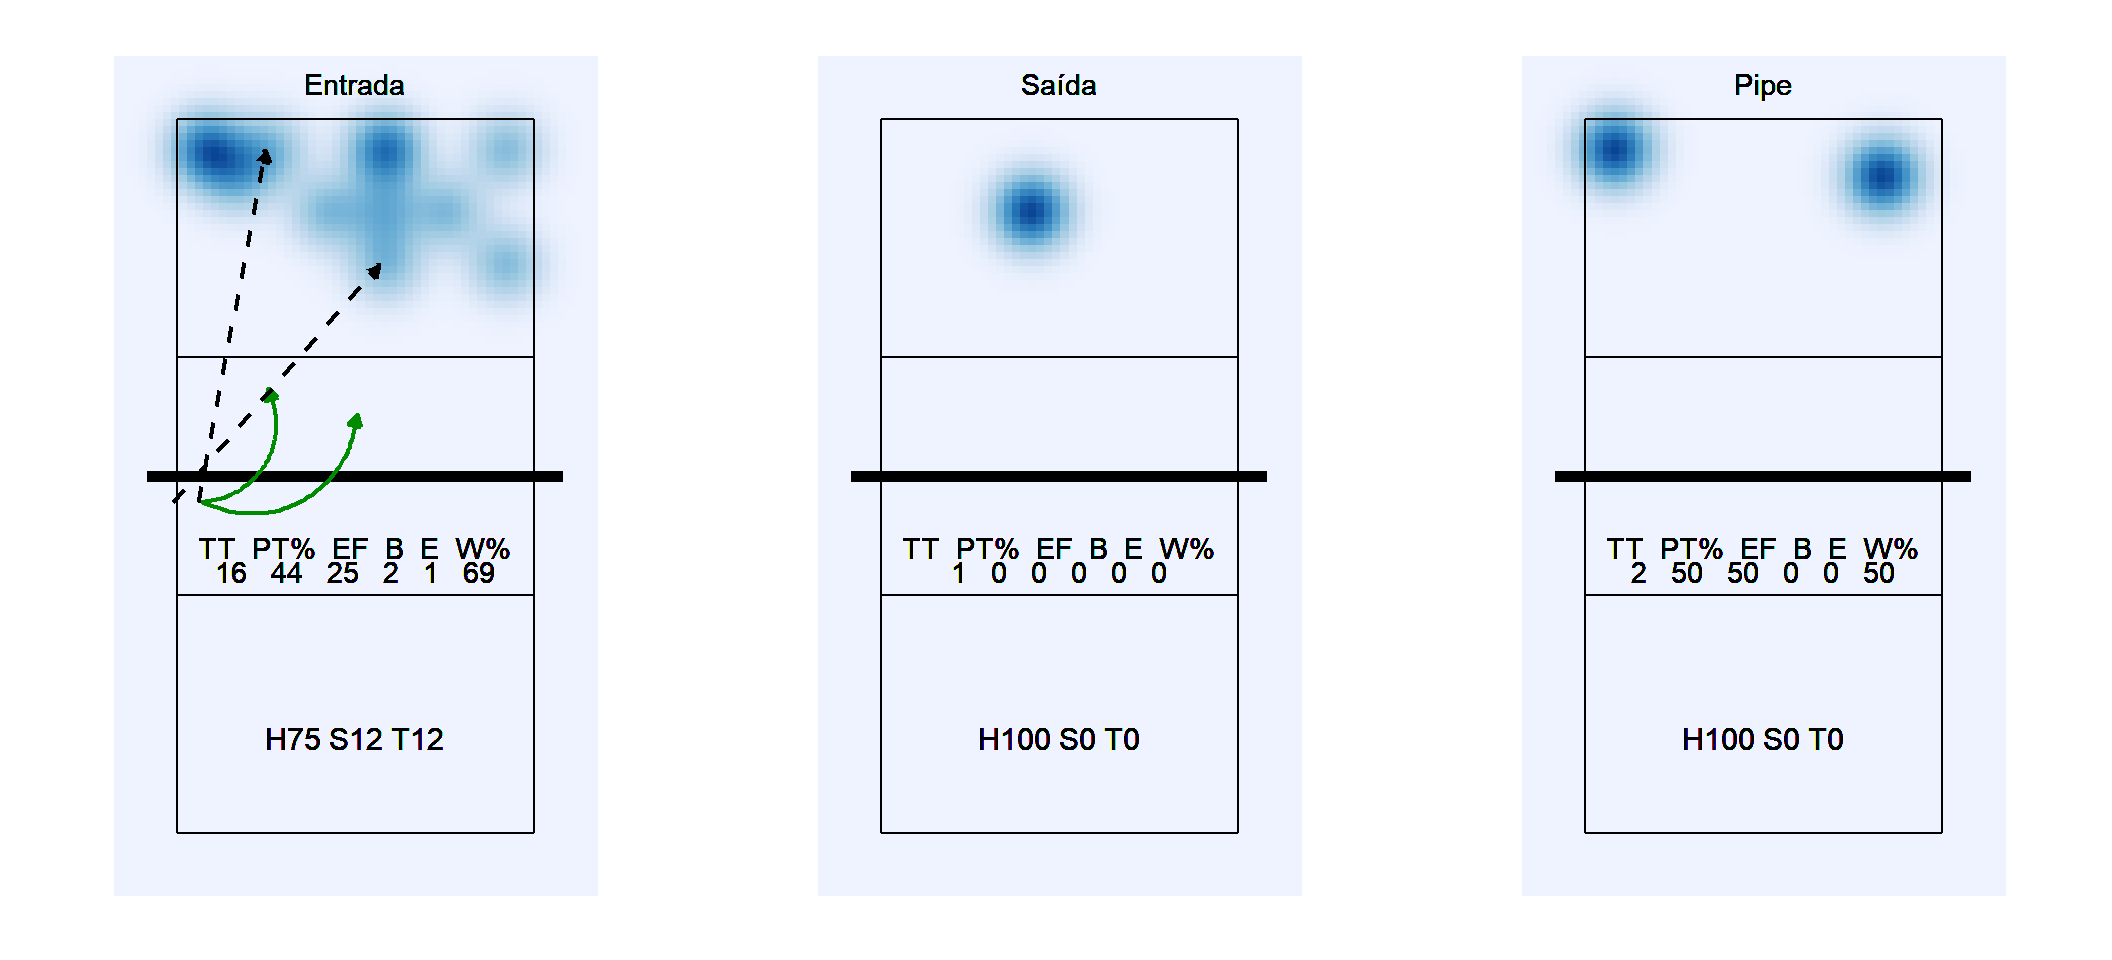 Entrada
TT PT% EF B E W%
16 44 25 2 1 69
H75 S12 T12
Saída
TT PT% EF B E W%
1 0 0 0 0 0
H100 S0 T0
Pipe
TT PT% EF B E W%
2 50 50 0 0 50
H100 S0 T0